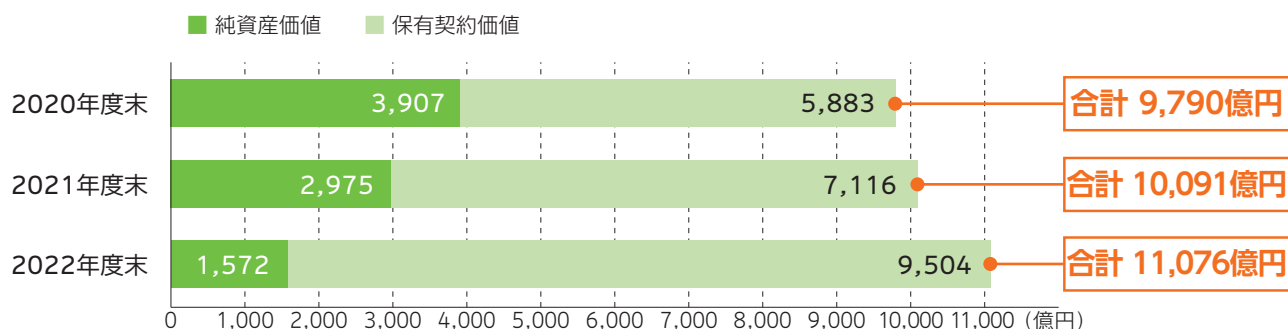 純資産価値 保有契約価値
2020年度末 3,907 5,883 合計 9,790億円
2021年度末 2,975 7,116 合計 10,091億円
2022年度末 1,572 9,504 合計 11,076億円
0 1,000 2,000 3,000 4,000 5,000 6,000 7,000 8,000 9,000 10,000 11,000 (億円)